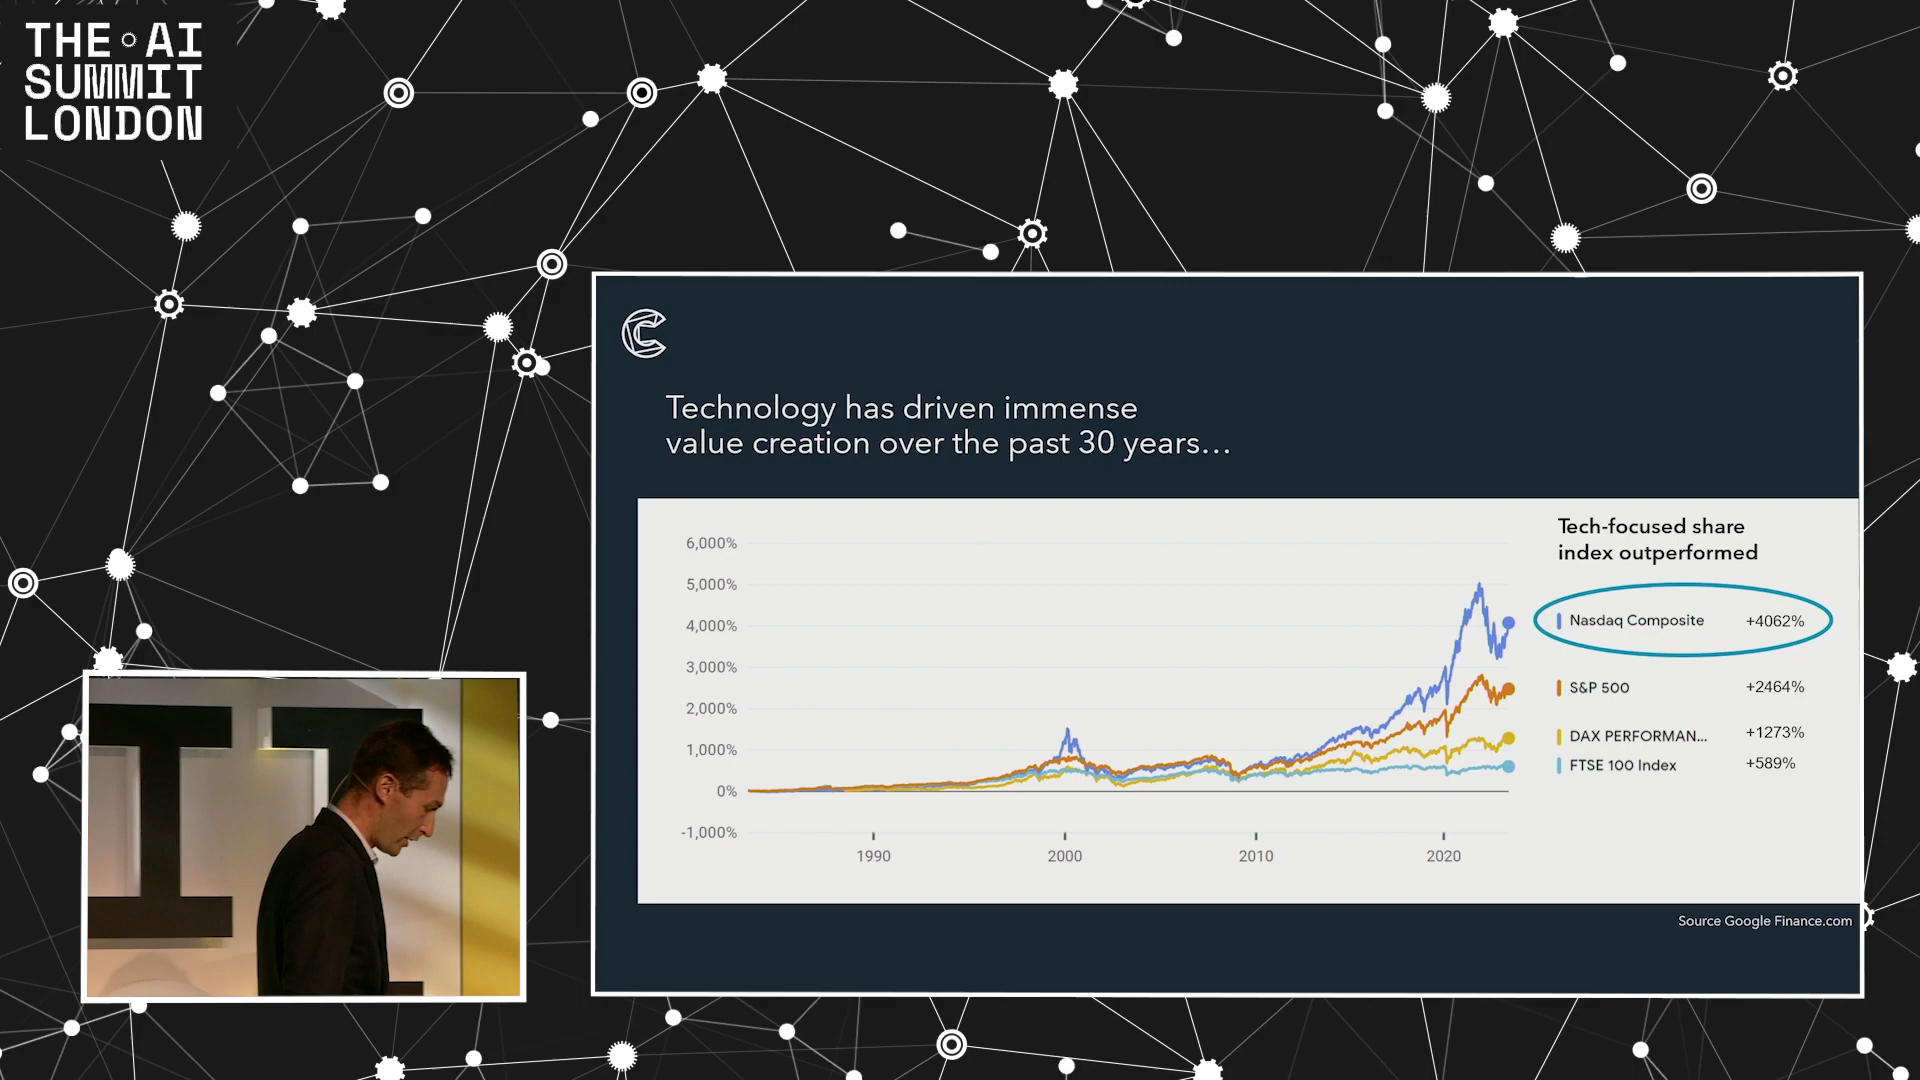 THE AI
SUMMIT
LONDON
Technology has driven immense
value creation over the past 30 years...
6,000%
5,000%
4,000%
3,000%
2,000%
1,000%
0%
-1,000%
1990
2000
2010
2020
Tech-focused share
index outperformed
Nasdaq Composite +4062%
S&P 500 +2464%
DAX PERFORMAN... +1273%
FTSE 100 Index +589%
Source Google Finance.com